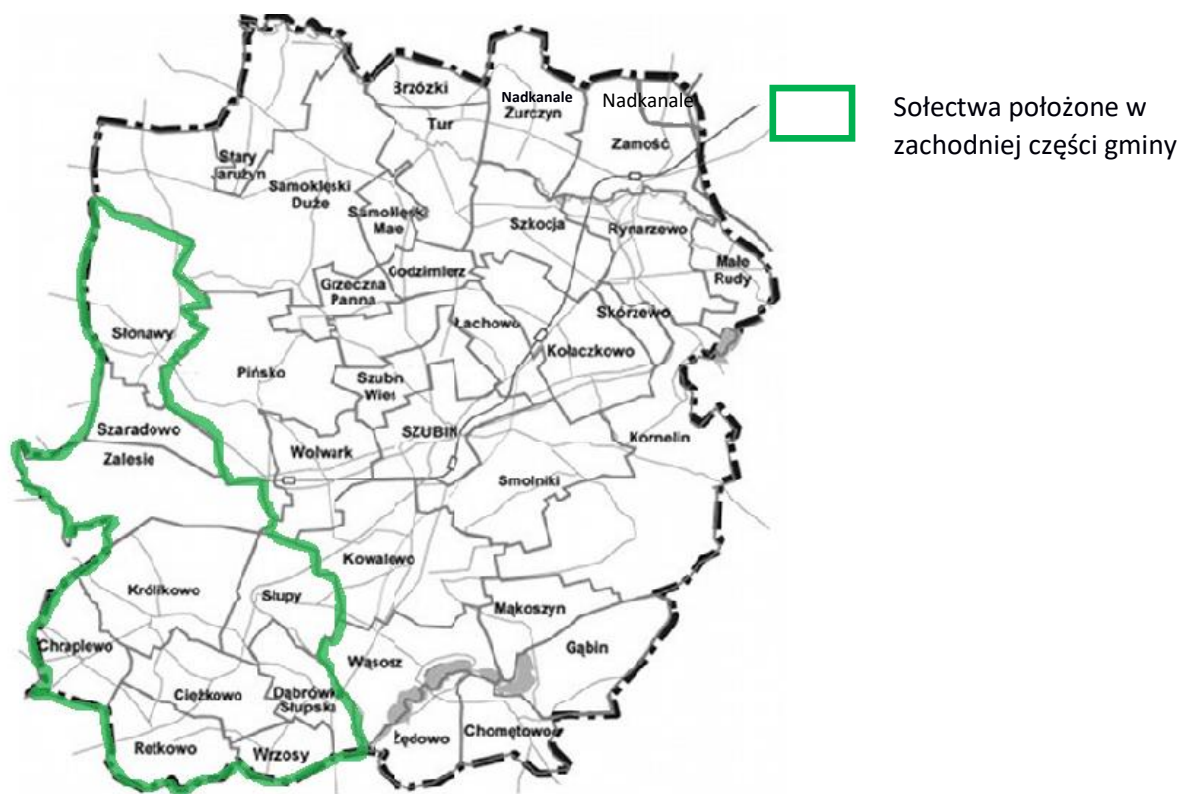 Brzózki
Nadkanale
Żurczyn
Nadkanale
Tur
Zamość
Sołectwa położone w
zachodniej części gminy
Stary
Jarużyn
Samoklęski
Duże
Samoklęski
Małe
Szkocja
Rynarzewo
Małe
Rudy
Godzimierz
Grzeczna
Panna
Słonawy
Łachowo
Skórzewo
Kołaczkowo
Pińsko
Szubin
Wieś
Szaradowo
Zalesie
Wolwark
SZUBIN
Kornelin
Smolniki
Kowalewo
Królikowo
Słupy
Mąkoszyn
Chraplewo
Wąsosz
Gąbin
Ciężkowo
Dąbrówka
Słupski
Retkowo
Wrzosy
Łędowo
Chomętowo